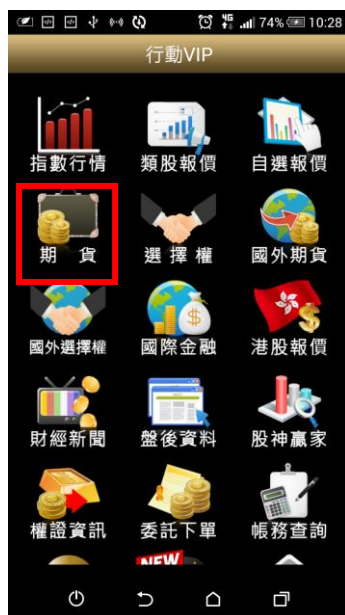 4G
74%
10:28
行動VIP
指數行情
類股報價
自選報價
期 貨
選擇權
國外期貨
國外選擇權
$
國際金融
港股報價
財經新聞
盤後資料
股神贏家
權證資訊
委託下單
帳務查詢
NEW